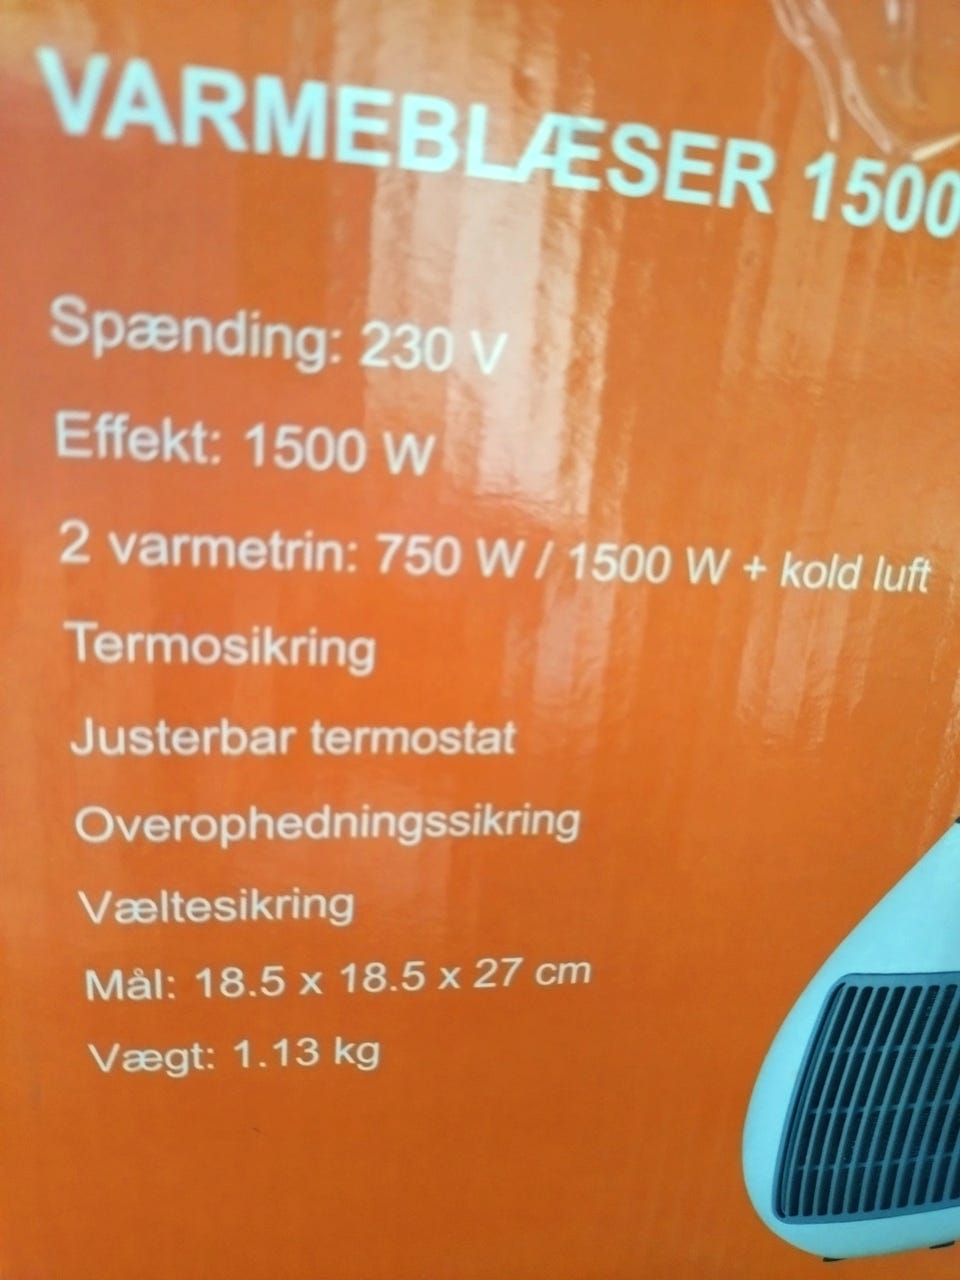 VARMEBLÆSER 1500
Spænding: 230 V
Effekt: 1500 W
2 varmetrin: 750 W / 1500 W + kold luft
Termosikring
Justerbar termostat
Overophedningssikring
Væltesikring
Mål: 18.5 x 18.5 x 27 cm
Vægt: 1.13 kg